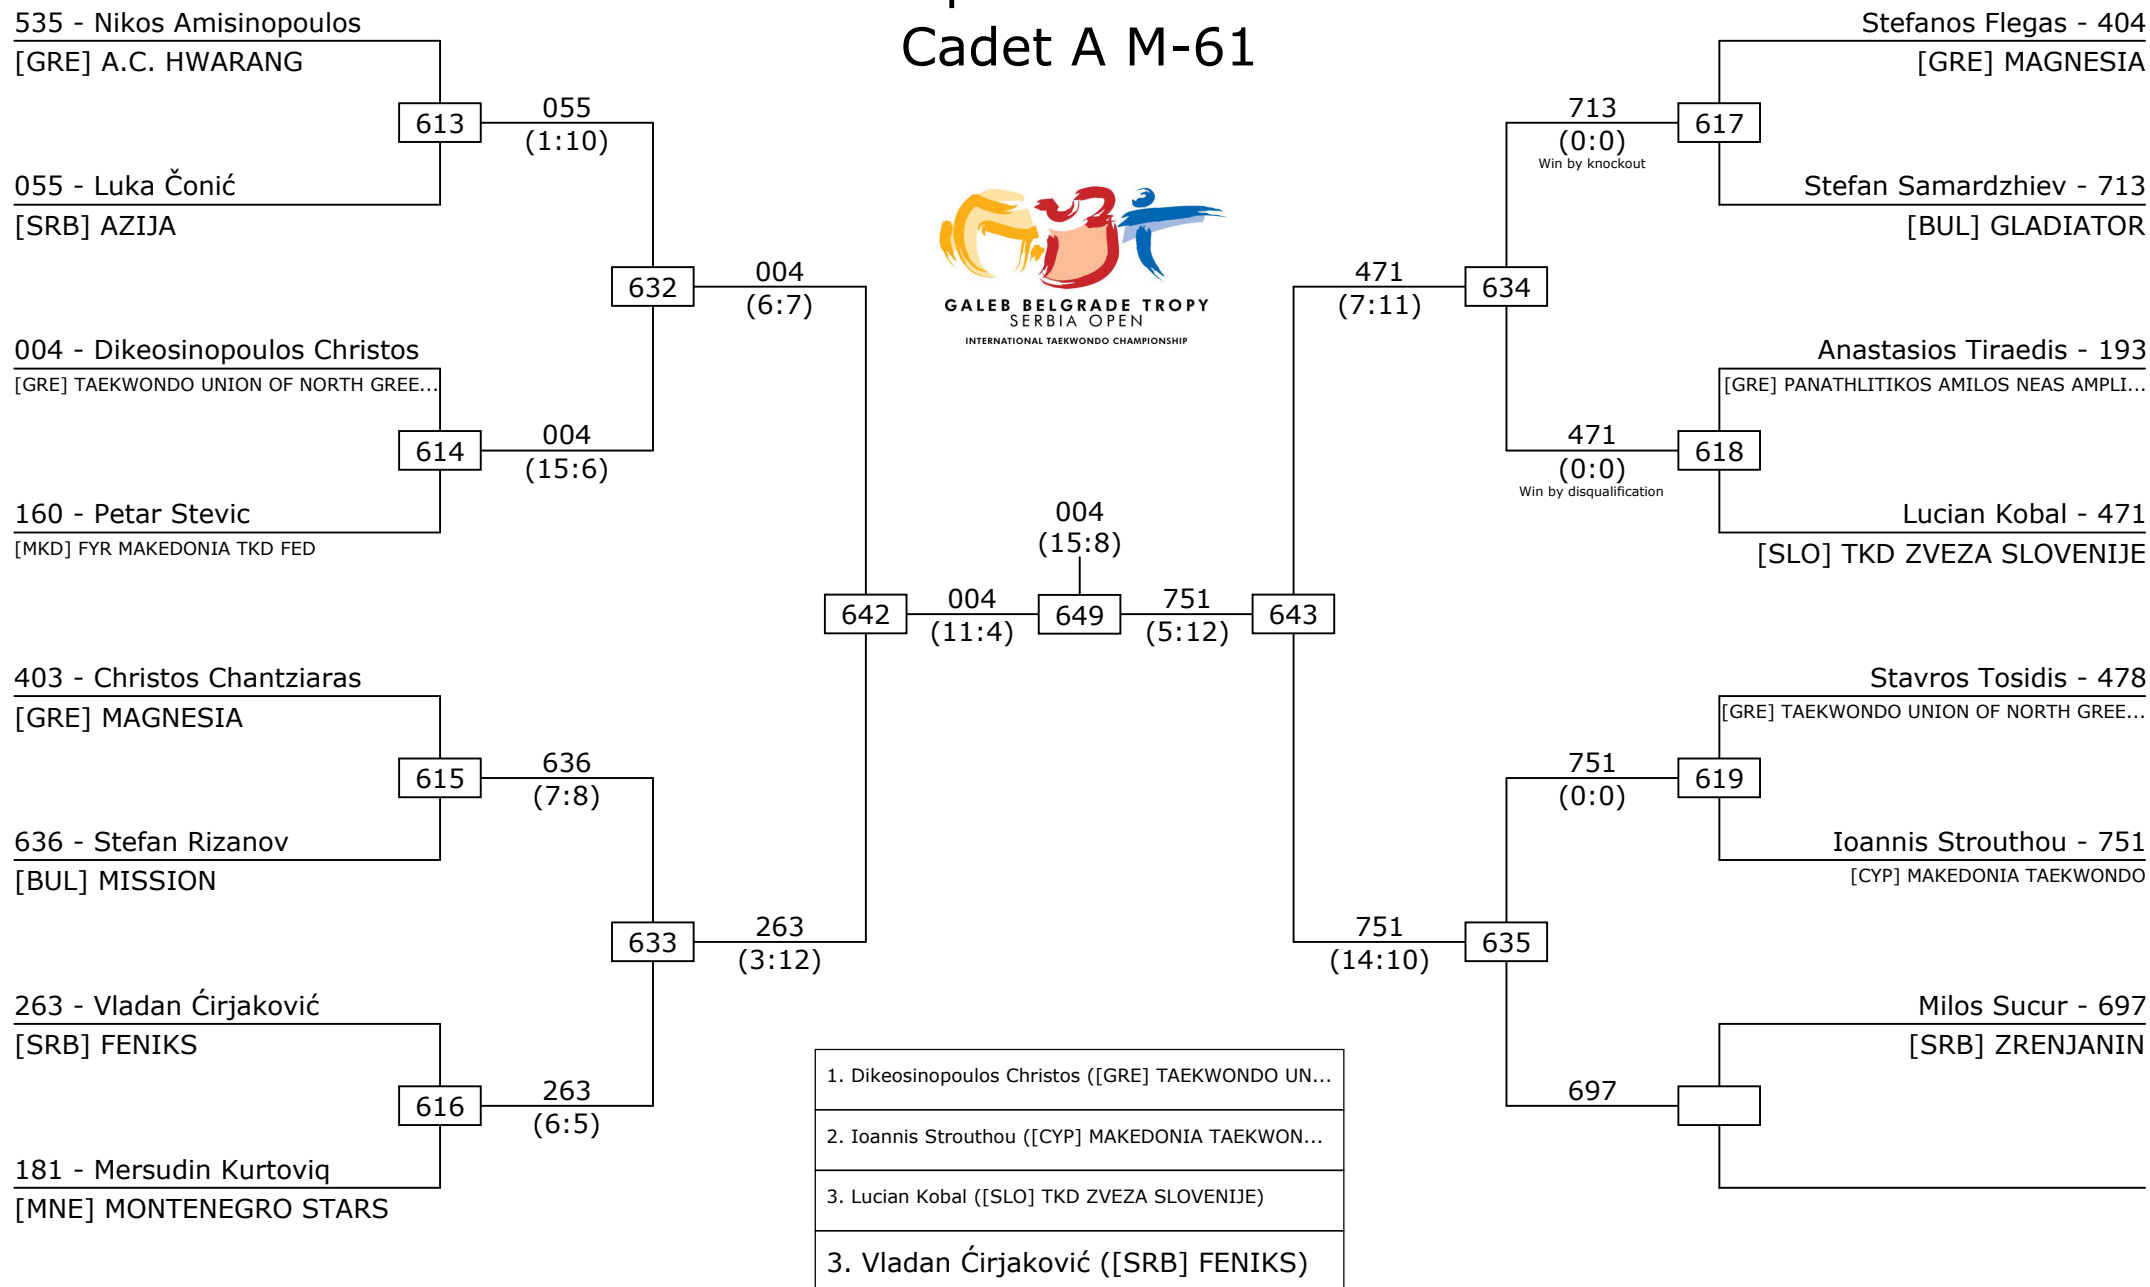 Cadet A M-61
535 - Nikos Amisinopoulos
[GRE] A.C. HWARANG
613
055
(1:10)
055 - Luka Čonić
[SRB] AZIJA
632
004
(6:7)
004 - Dikeosinopoulos Christos
[GRE] TAEKWONDO UNION OF NORTH GREE...
614
004
(15:6)
160 - Petar Stevic
[MKD] FYR MAKEDONIA TKD FED
642
004
(11:4)
403 - Christos Chantziaras
[GRE] MAGNESIA
615
636
(7:8)
636 - Stefan Rizanov
[BUL] MISSION
633
263
(3:12)
263 - Vladan Ćirjaković
[SRB] FENIKS
616
263
(6:5)
181 - Mersudin Kurtoviq
[MNE] MONTENEGRO STARS
GALEB BELGRADE TROPY
SERBIA OPEN
INTERNATIONAL TAEKWONDO CHAMPIONSHIP
004
(15:8)
649
Stefanos Flegas - 404
[GRE] MAGNESIA
713
(0:0)
Win by knockout
617
Stefan Samardzhiev - 713
[BUL] GLADIATOR
471
(7:11)
634
Anastasios Tiraedis - 193
[GRE] PANATHLITIKOS AMILOS NEAS AMPLI...
471
(0:0)
Win by disqualification
618
Lucian Kobal - 471
[SLO] TKD ZVEZA SLOVENIJE
751
(5:12)
643
Stavros Tosidis - 478
[GRE] TAEKWONDO UNION OF NORTH GREE...
751
(0:0)
619
Ioannis Strouthou - 751
[CYP] MAKEDONIA TAEKWONDO
751
(14:10)
635
Milos Sucur - 697
[SRB] ZRENJANIN
697
1. Dikeosinopoulos Christos ([GRE] TAEKWONDO UN...
2. Ioannis Strouthou ([CYP] MAKEDONIA TAEKWON...
3. Lucian Kobal ([SLO] TKD ZVEZA SLOVENIJE)
3. Vladan Ćirjaković ([SRB] FENIKS)